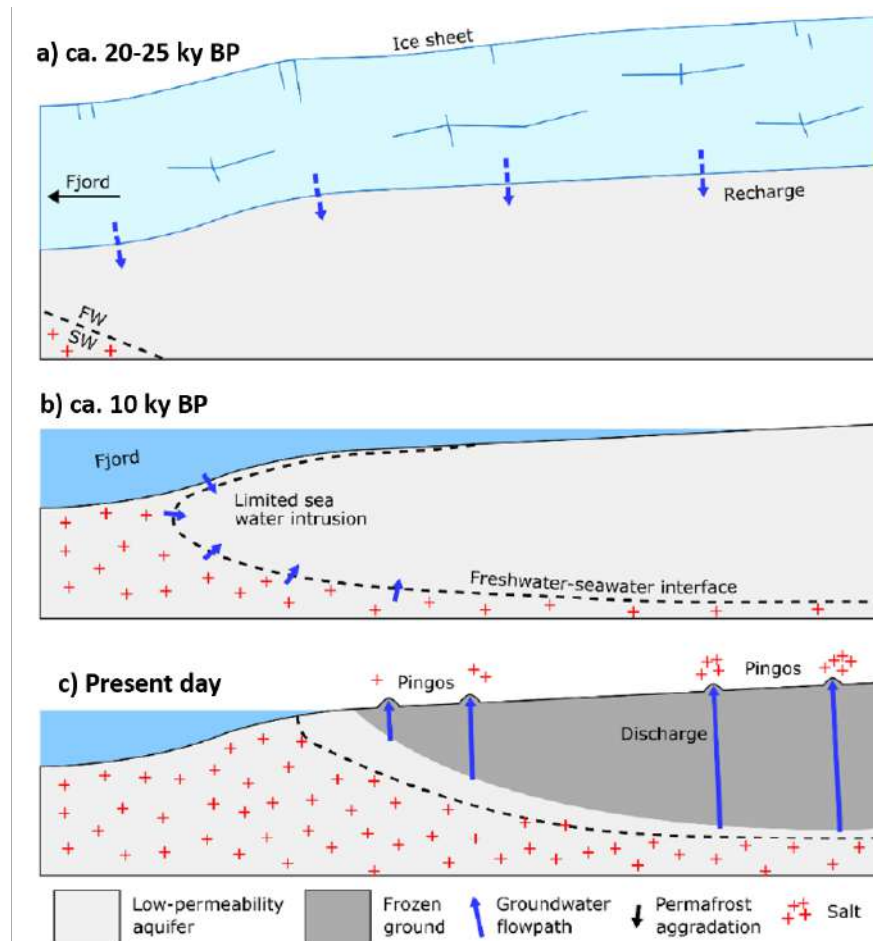 a) ca. 20-25 ky BP
Ice sheet
Fjord
Recharge
FW
SW
b) ca. 10 ky BP
Fjord
Limited sea
water intrusion
Freshwater-seawater interface
c) Present day
Pingos
Pingos
Discharge
Low-permeability
aquifer
Frozen
ground
Groundwater
flowpath
Permafrost
aggradation
Salt